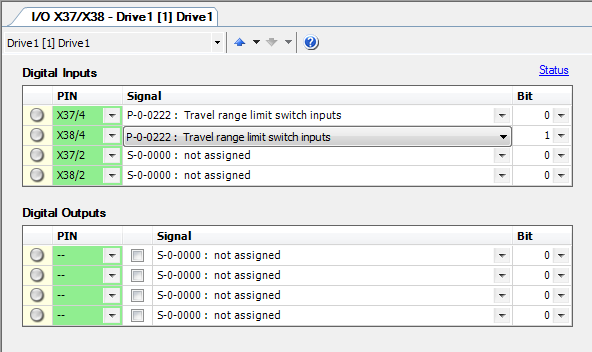 I/O X37/X38 - Drive1 [1] Drive1
Drive1 [1] Drive1 ?
Digital Inputs Status
PIN Signal Bit
X37/4 P-0-0222 : Travel range limit switch inputs 0
X38/4 P-0-0222 : Travel range limit switch inputs 1
X37/2 S-0-0000 : not assigned 0
X38/2 S-0-0000 : not assigned 0
Digital Outputs
PIN Signal Bit
-- S-0-0000 : not assigned 0
-- S-0-0000 : not assigned 0
-- S-0-0000 : not assigned 0
-- S-0-0000 : not assigned 0